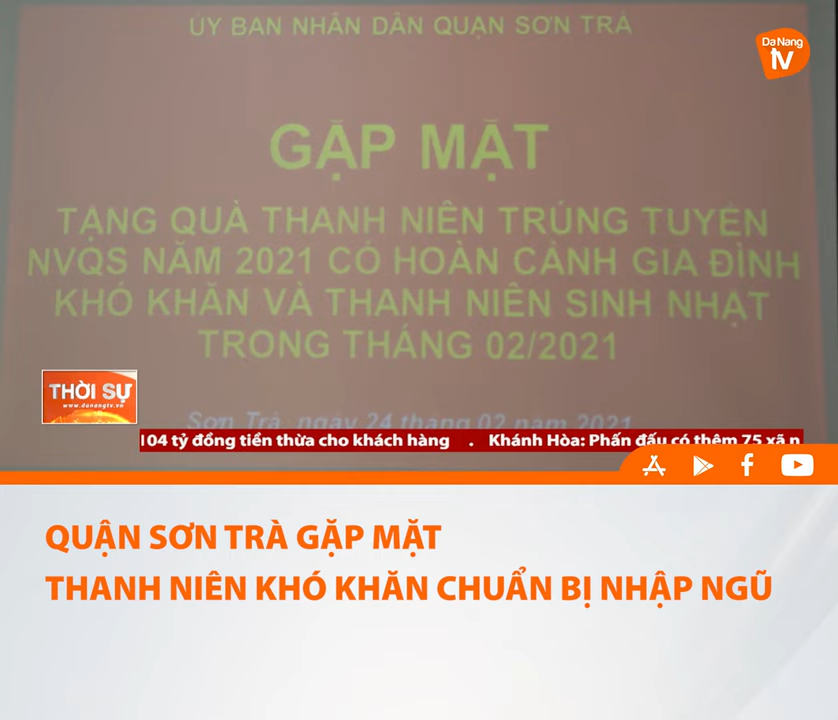 ỦY BAN NHÂN DÂN QUẬN SƠN TRÀ
Da Nang
tv
GẶP MẶT
TẶNG QUÀ THANH NIÊN TRÚNG TUYỂN
NVQS NĂM 2021 CÓ HOÀN CẢNH GIA ĐÌNH
KHÓ KHĂN VÀ THANH NIÊN SINH NHẬT
TRONG THÁNG 02/2021
THỜI SỰ
www.danangtv.vn
Sơn Trà, ngày 24 tháng 02 năm 2021
104 tỷ đồng tiền thừa cho khách hàng . Khánh Hòa: Phấn đấu có thêm 75 xã n
QUẬN SƠN TRÀ GẶP MẶT
THANH NIÊN KHÓ KHĂN CHUẨN BỊ NHẬP NGŨ